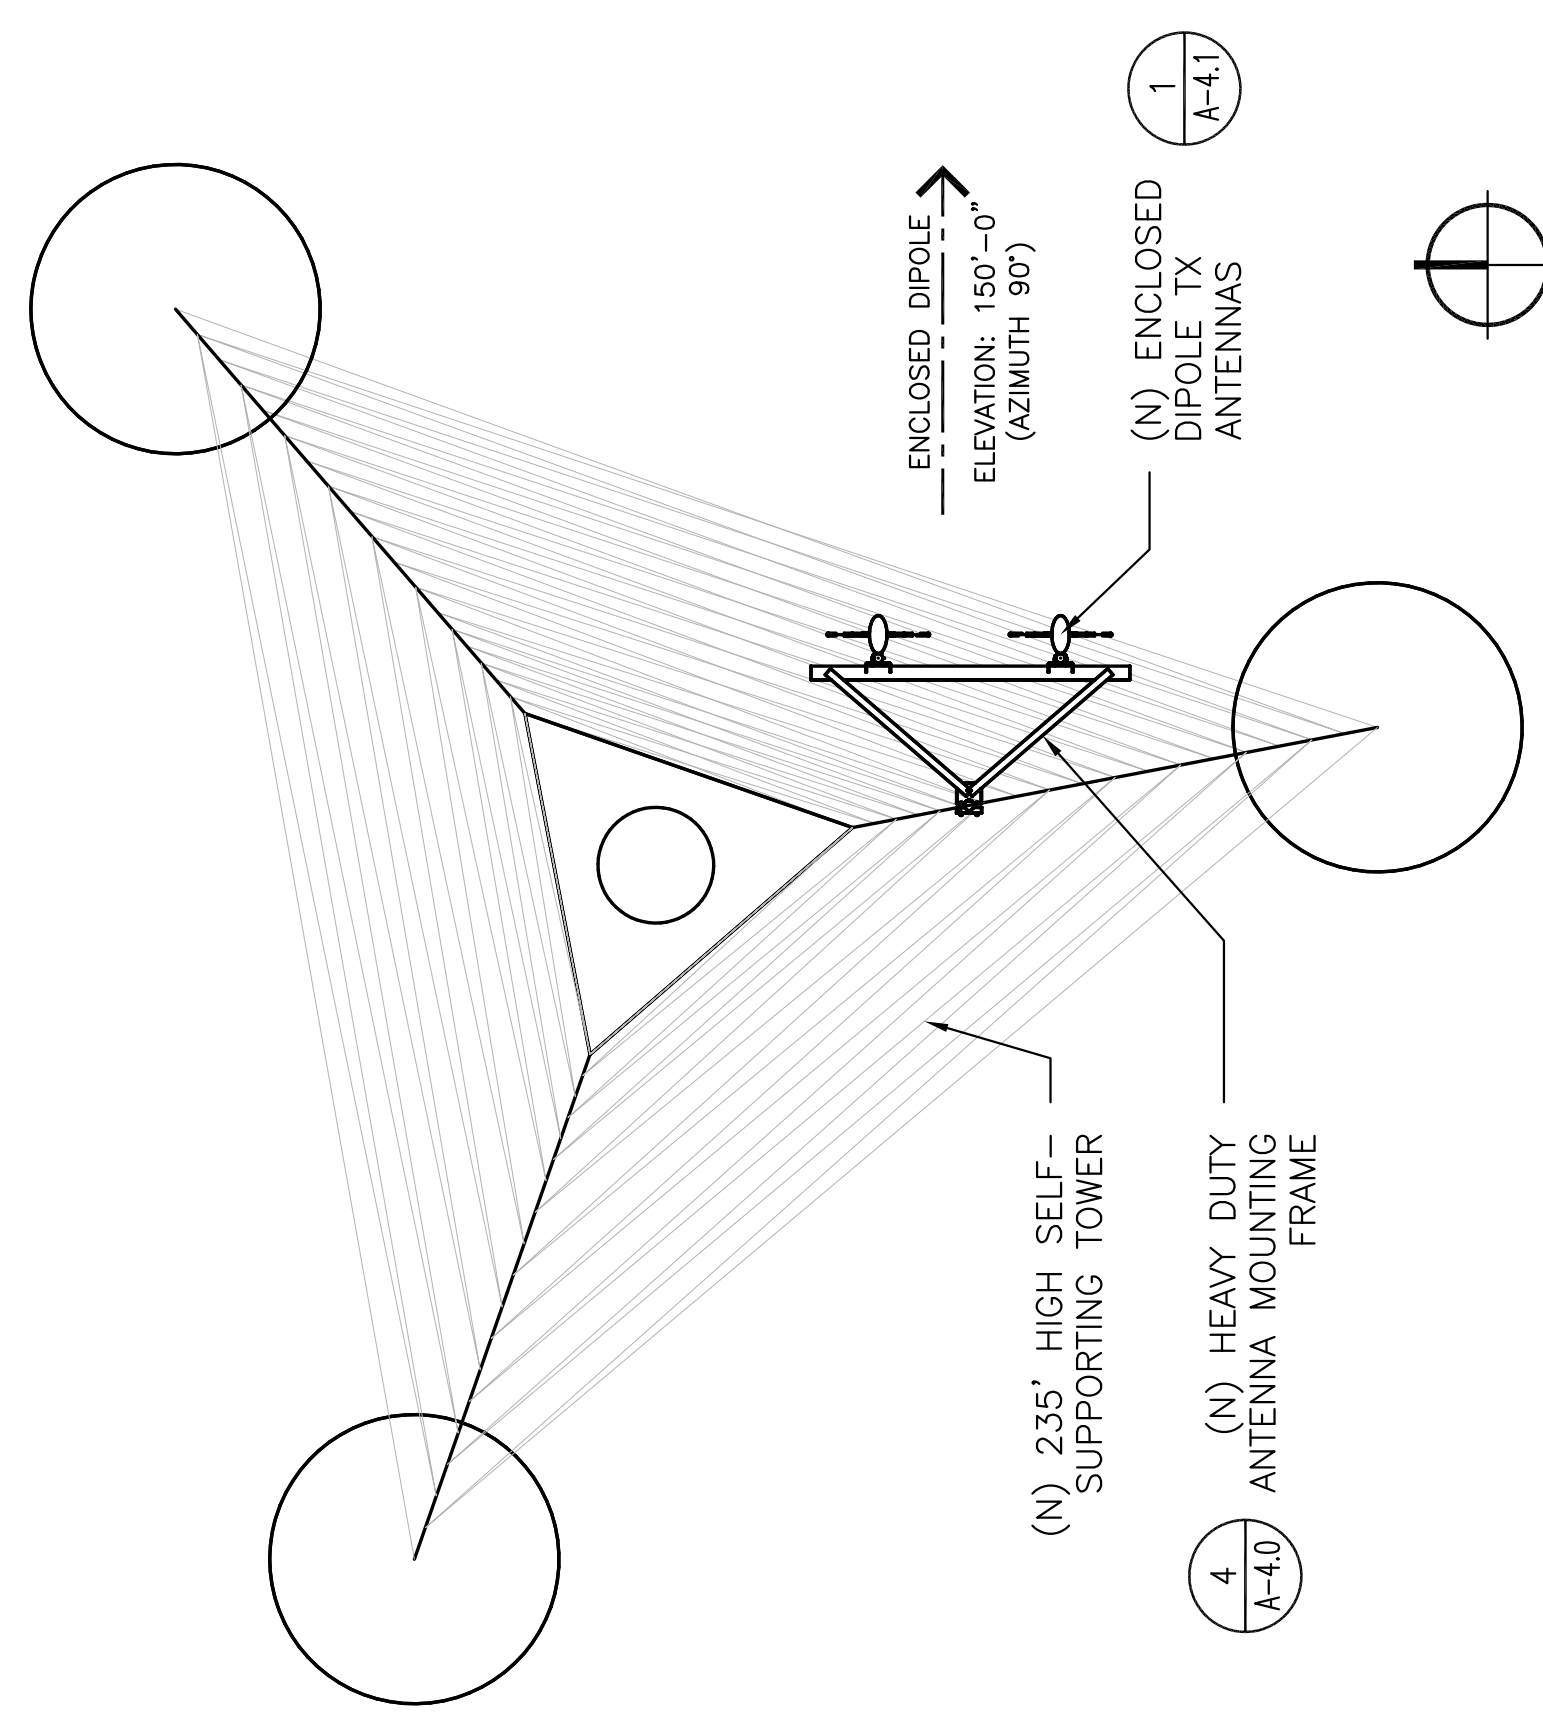 1
A-4.1
ENCLOSED DIPOLE
ELEVATION: 150'-0"
(AZIMUTH 90°)
(N) ENCLOSED
DIPOLE TX
ANTENNAS
(N) 235' HIGH SELF-
SUPPORTING TOWER
(N) HEAVY DUTY
ANTENNA MOUNTING
FRAME
4
A-4.0